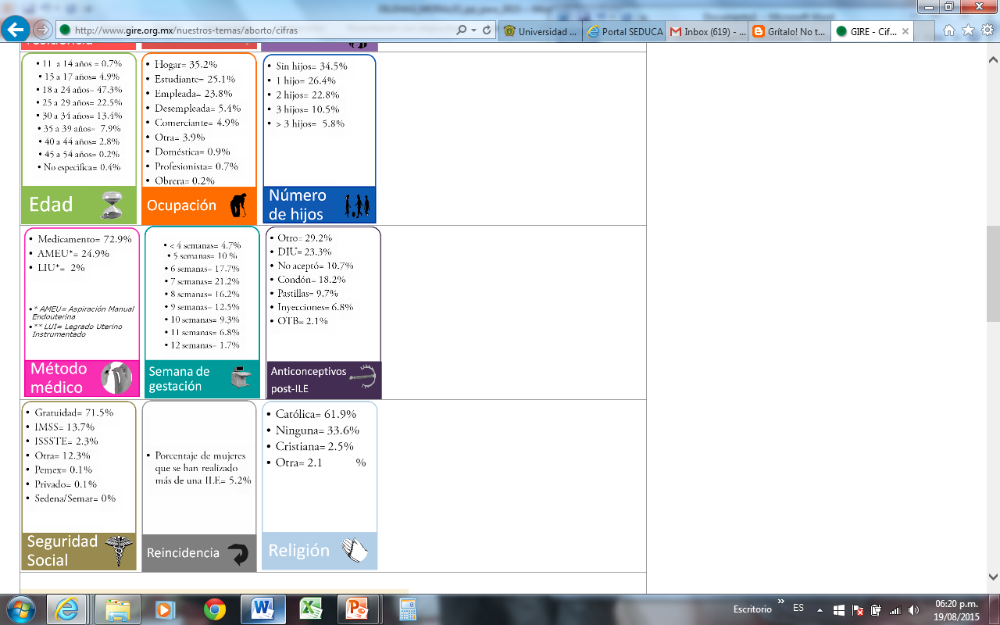 http://www.gire.org.mx/nuestros-temas/aborto/cifras
Universidad ...
Portal SEDUCA
Inbox (619) - ...
Grítalo! No t...
GIRE - Cif...
• 11 a 14 años = 0.7%
• 15 a 17 años= 4.9%
• 18 a 24 años= 47.3%
• 25 a 29 años= 22.5%
• 30 a 34 años= 13.4%
• 35 a 39 años= 7.9%
• 40 a 44 años= 2.8%
• 45 a 54 años= 0.2%
• No especifica= 0.4%
Edad
• Hogar= 35.2%
• Estudiante= 25.1%
• Empleada= 23.8%
• Desempleada= 5.4%
• Comerciante= 4.9%
• Otra= 3.9%
• Doméstica= 0.9%
• Profesionista= 0.7%
• Obrera= 0.2%
Ocupación
• Sin hijos= 34.5%
• 1 hijo= 26.4%
• 2 hijos= 22.8%
• 3 hijos= 10.5%
• > 3 hijos= 5.8%
Número
de hijos
• Medicamento= 72.9%
• AMEU*= 24.9%
• LIU*= 2%
• * AMEU= Aspiración Manual
Endouterina
• ** LUI= Legrado Uterino
Instrumentado
Método
médico
• < 4 semanas= 4.7%
• 5 semanas= 10 %
• 6 semanas= 17.7%
• 7 semanas= 21.2%
• 8 semanas= 16.2%
• 9 semanas= 12.5%
• 10 semanas= 9.3%
• 11 semanas= 6.8%
• 12 semanas= 1.7%
Semana de
gestación
• Otro= 29.2%
• DIU= 23.3%
• No aceptó= 10.7%
• Condón= 18.2%
• Pastillas= 9.7%
• Inyecciones= 6.8%
• OTB= 2.1%
Anticonceptivos
post-ILE
• Gratuidad= 71.5%
• IMSS= 13.7%
• ISSSTE= 2.3%
• Otra= 12.3%
• Pemex= 0.1%
• Privado= 0.1%
• Sedena/Semar= 0%
Seguridad
Social
• Porcentaje de mujeres
que se han realizado
más de una ILE= 5.2%
Reincidencia
• Católica= 61.9%
• Ninguna= 33.6%
• Cristiana= 2.5%
• Otra= 2.1 %
Religión
Escritorio
ES
06:20 p.m.
19/08/2015